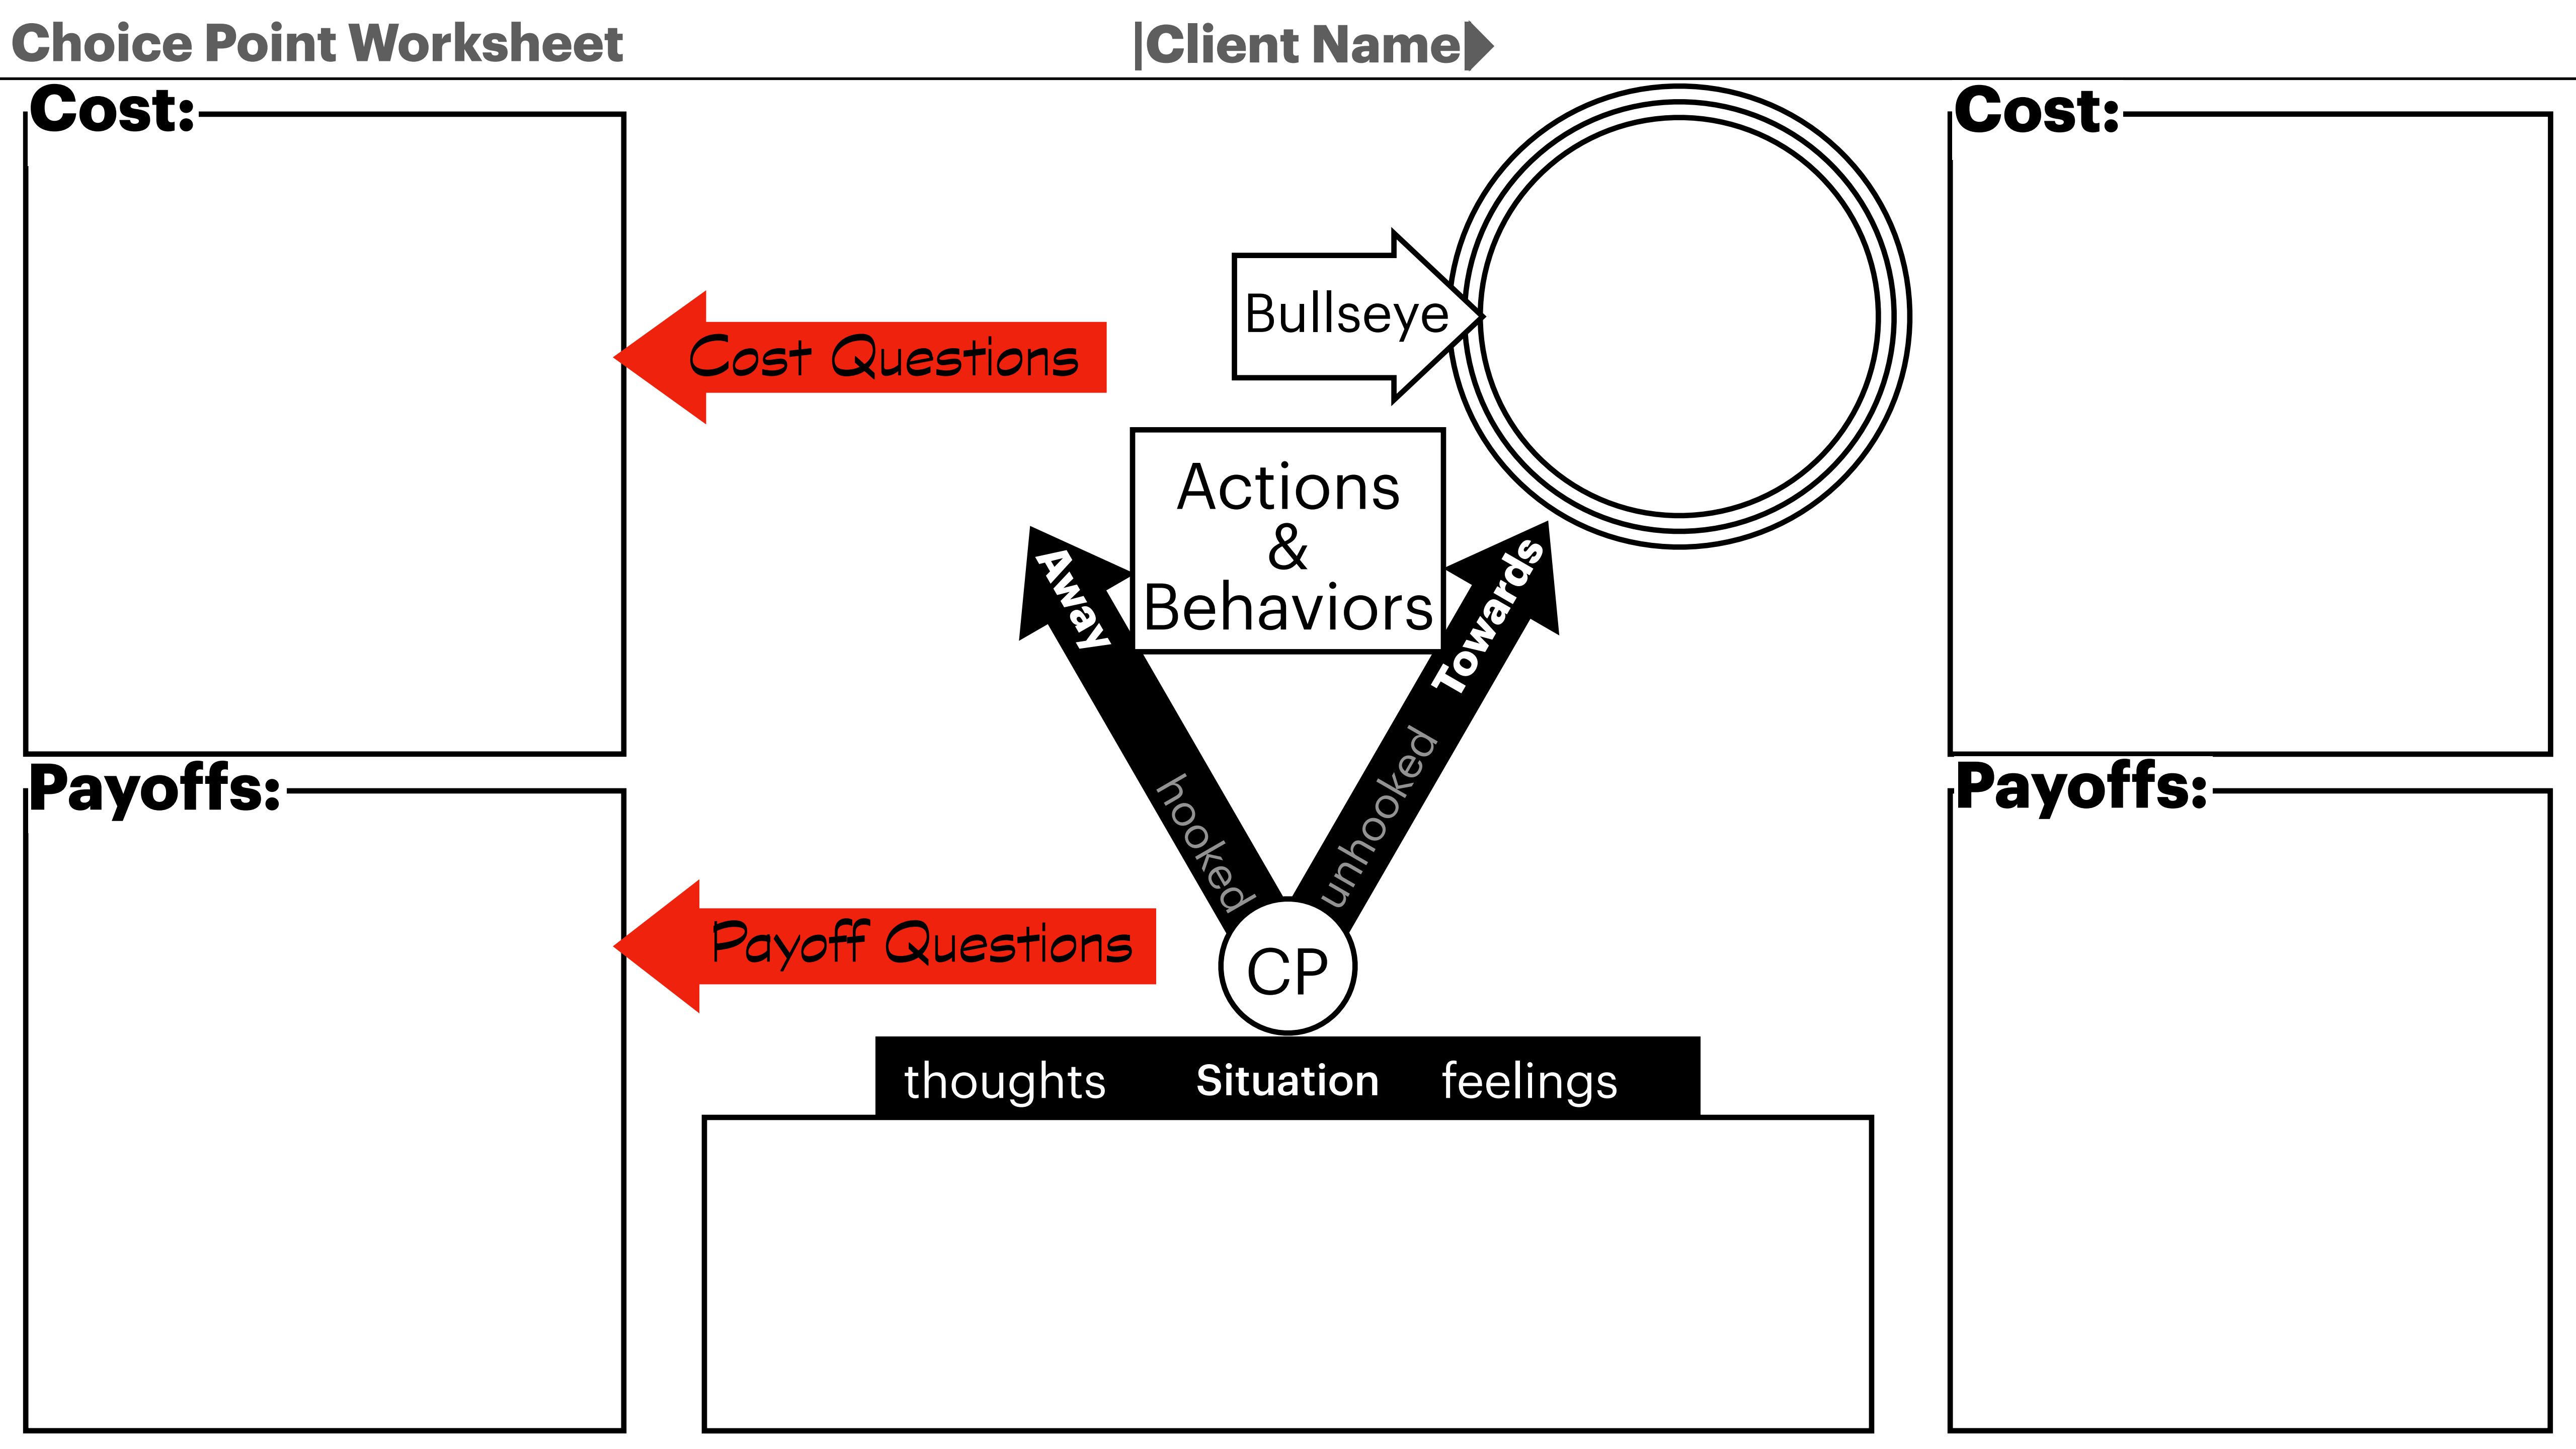 Choice Point Worksheet
|Client Name
Cost:
Cost:
Bullseye
Cost Questions
Actions
&
Behaviors
Away
Towards
hooked
unhooked
Payoffs:
Payoffs:
Payoff Questions
CP
thoughts Situation feelings